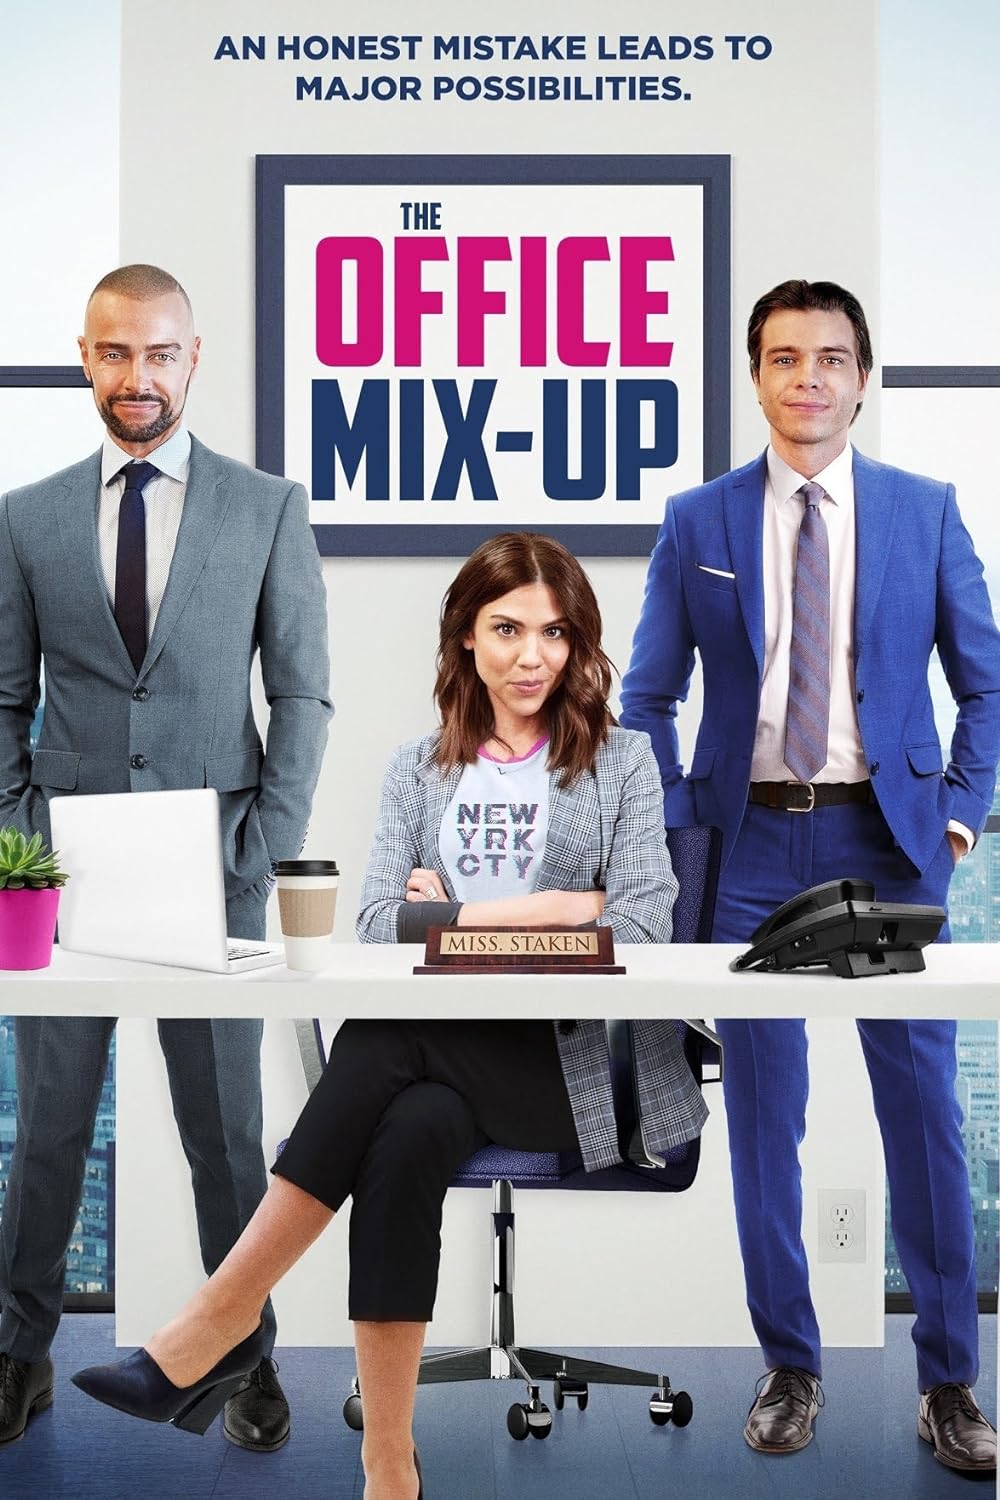 AN HONEST MISTAKE LEADS TO
MAJOR POSSIBILITIES.
THE
OFFICE
MIX-UP
NEW
YRK
CTY
MISS. STAKEN